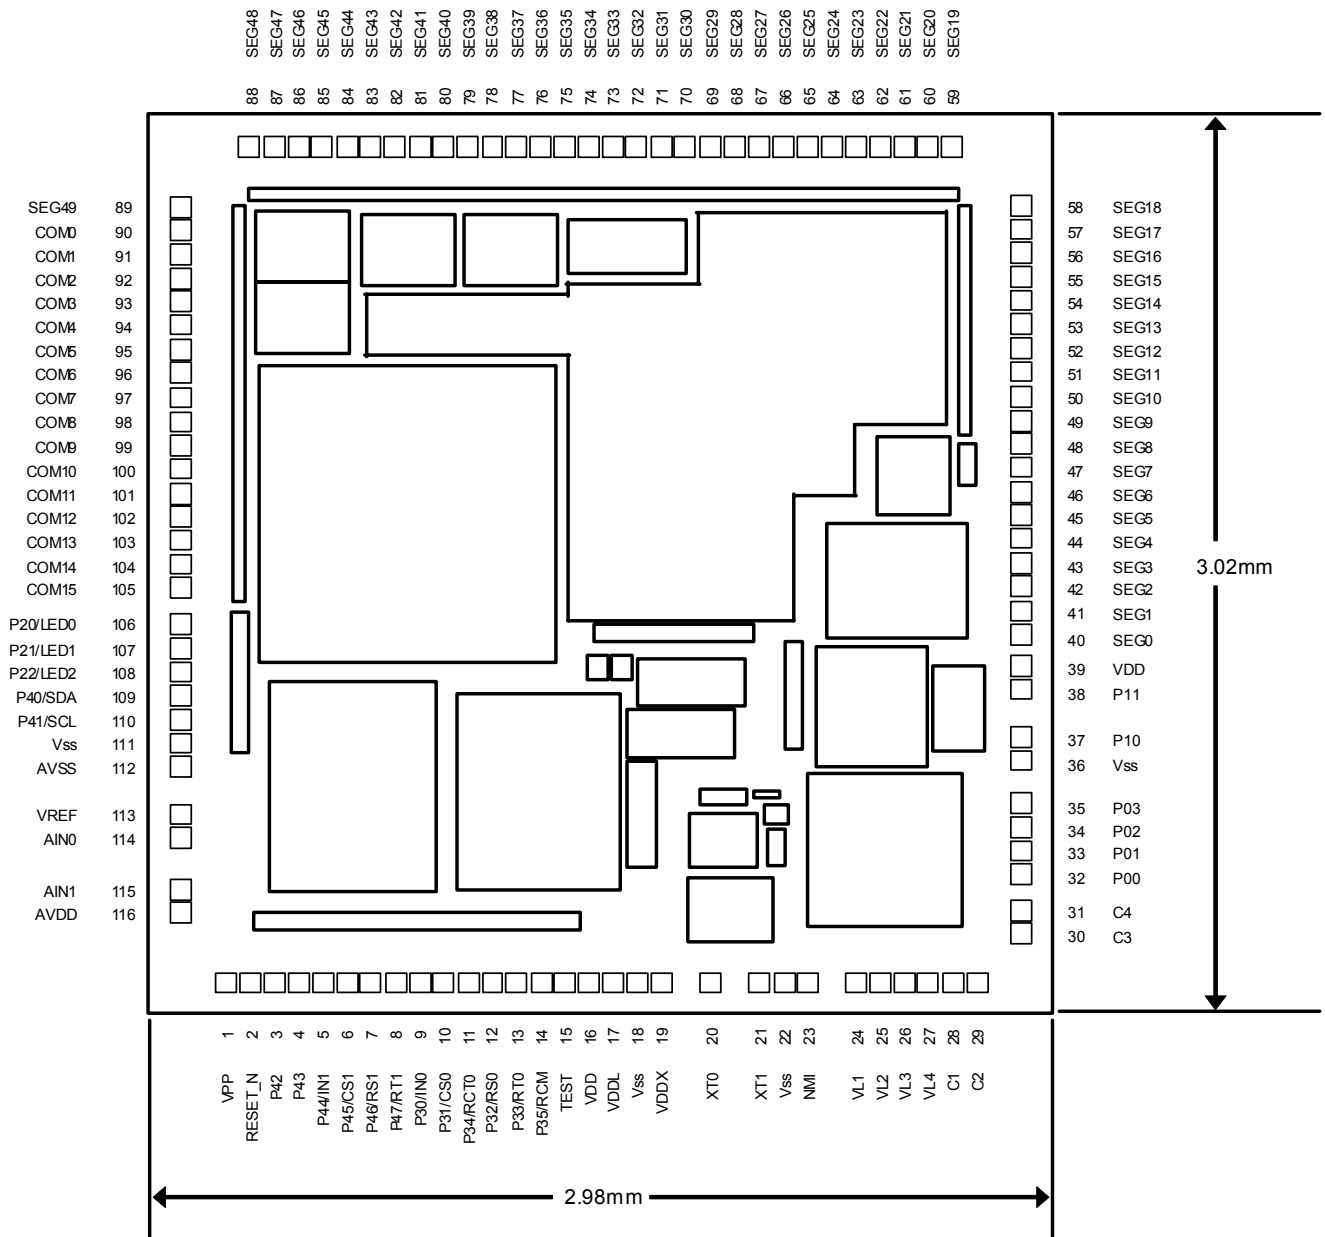 SEG48 SEG47 SEG46 SEG45 SEG44 SEG43 SEG42 SEG41 SEG40 SEG39 SEG38 SEG37 SEG36 SEG35 SEG34 SEG33 SEG32 SEG31 SEG30 SEG29 SEG28 SEG27 SEG26 SEG25 SEG24 SEG23 SEG22 SEG21 SEG20 SEG19
88 87 86 85 84 83 82 81 80 79 78 77 76 75 74 73 72 71 70 69 68 67 66 65 64 63 62 61 60 59
SEG49 89
COM0 90
COM1 91
COM2 92
COM3 93
COM4 94
COM5 95
COM6 96
COM7 97
COM8 98
COM9 99
COM10 100
COM11 101
COM12 102
COM13 103
COM14 104
COM15 105
P20/LED0 106
P21/LED1 107
P22/LED2 108
P40/SDA 109
P41/SCL 110
Vss 111
AVSS 112
VREF 113
AIN0 114
AIN1 115
AVDD 116
58 SEG18
57 SEG17
56 SEG16
55 SEG15
54 SEG14
53 SEG13
52 SEG12
51 SEG11
50 SEG10
49 SEG9
48 SEG8
47 SEG7
46 SEG6
45 SEG5
44 SEG4
43 SEG3
42 SEG2
41 SEG1
40 SEG0
39 VDD
38 P11
37 P10
36 Vss
35 P03
34 P02
33 P01
32 P00
31 C4
30 C3
3.02mm
1 2 3 4 5 6 7 8 9 10 11 12 13 14 15 16 17 18 19 20 21 22 23 24 25 26 27 28 29
VPP RESET_N P42 P43 P44/IN1 P45/CS1 P46/RS1 P47/RT1 P30/IN0 P31/CS0 P34/RCT0 P32/RS0 P33/RT0 P35/RCM TEST VDD VDDL Vss VDDX XT0 XT1 Vss NMI VL1 VL2 VL3 VL4 C1 C2
2.98mm